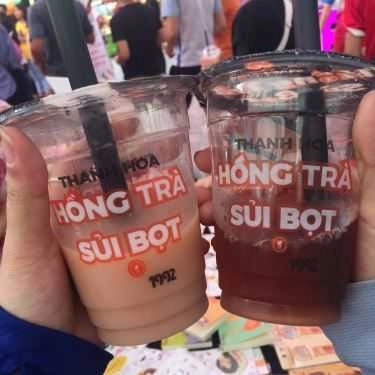 THANH HOA
HỒNG TRÀ
SỦI BỌT
1992
THANH HOA
HỒNG TRÀ
SỦI BỌT
1992